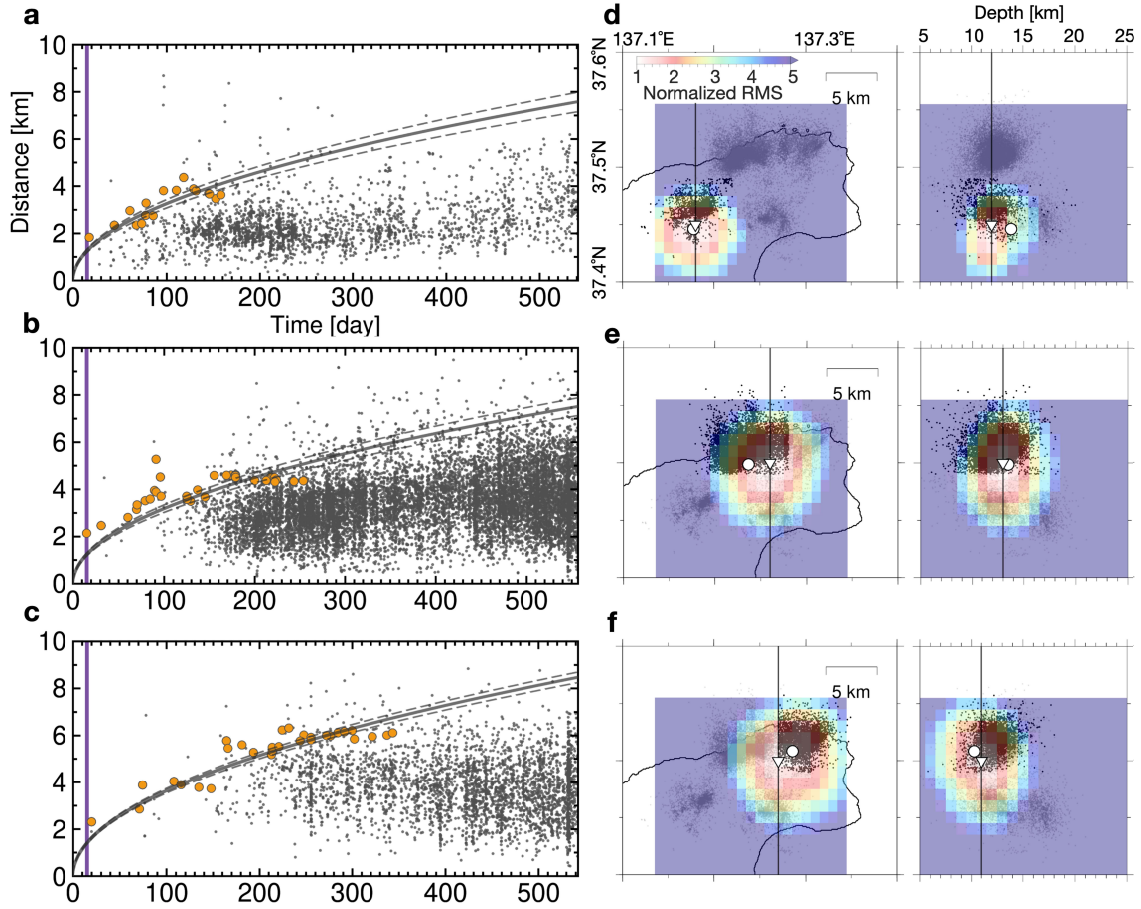 a
10
8
6
4
2
0
Distance [km]
0 100 200 300 400 500
Time [day]
b
10
8
6
4
2
0
0 100 200 300 400 500
c
10
8
6
4
2
0
0 100 200 300 400 500
d
137.1°E 137.3°E
37.6°N
37.5°N
37.4°N
1 2 3 4 5
Normalized RMS
5 km
Depth [km]
5 10 15 20 25
e
5 km
f
5 km